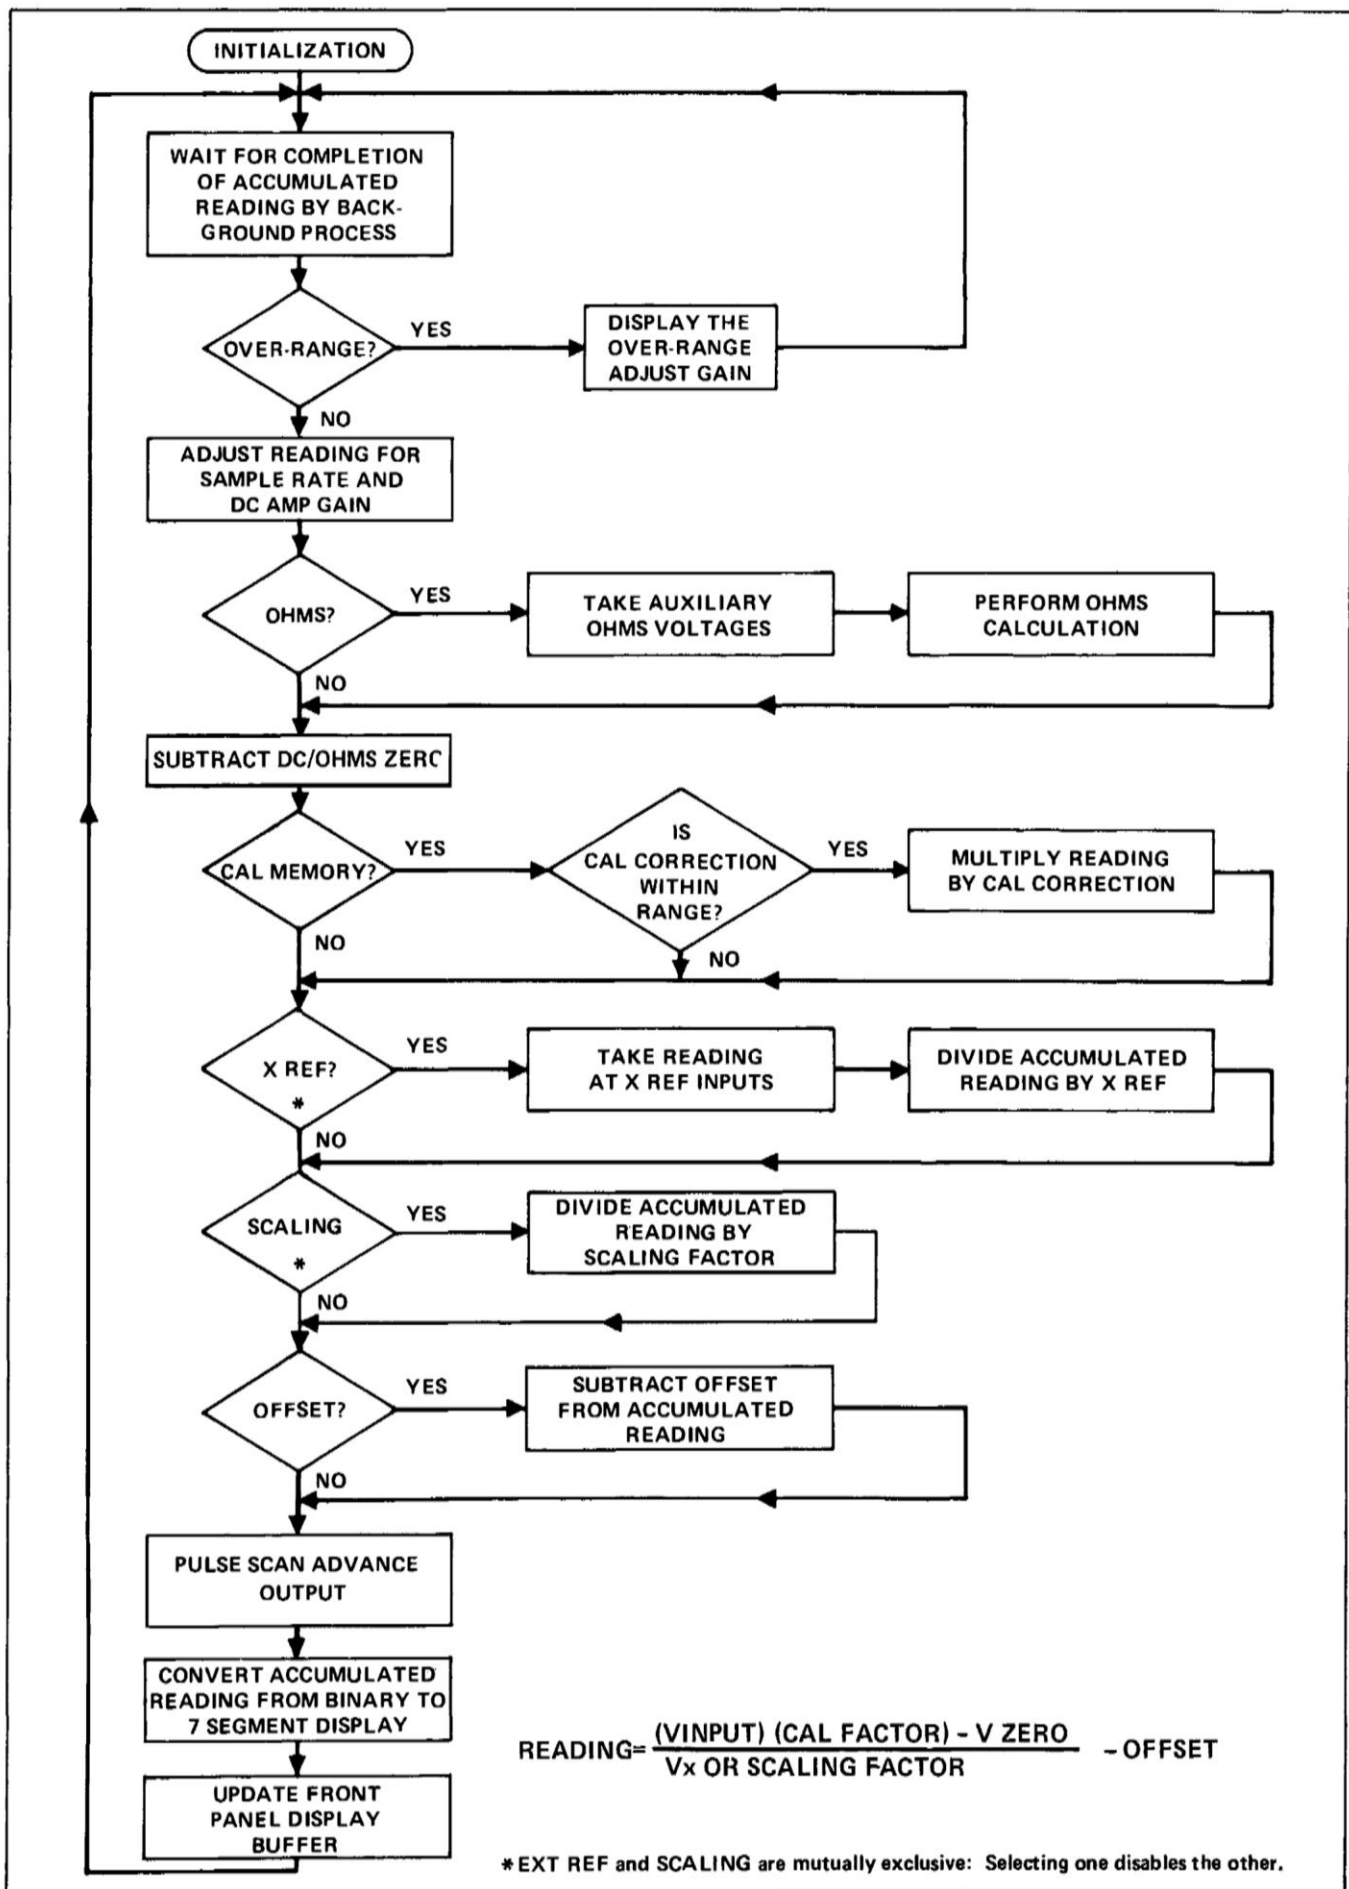 INITIALIZATION
WAIT FOR COMPLETION
OF ACCUMULATED
READING BY BACK-
GROUND PROCESS
OVER-RANGE?
YES
DISPLAY THE
OVER-RANGE
ADJUST GAIN
NO
ADJUST READING FOR
SAMPLE RATE AND
DC AMP GAIN
OHMS?
YES
TAKE AUXILIARY
OHMS VOLTAGES
PERFORM OHMS
CALCULATION
NO
SUBTRACT DC/OHMS ZERO
CAL MEMORY?
YES
IS
CAL CORRECTION
WITHIN
RANGE?
YES
MULTIPLY READING
BY CAL CORRECTION
NO
NO
X REF?
*
YES
TAKE READING
AT X REF INPUTS
DIVIDE ACCUMULATED
READING BY X REF
NO
SCALING
*
YES
DIVIDE ACCUMULATED
READING BY
SCALING FACTOR
NO
OFFSET?
YES
SUBTRACT OFFSET
FROM ACCUMULATED
READING
NO
PULSE SCAN ADVANCE
OUTPUT
CONVERT ACCUMULATED
READING FROM BINARY TO
7 SEGMENT DISPLAY
UPDATE FRONT
PANEL DISPLAY
BUFFER
(VINPUT) (CAL FACTOR) – V ZERO
READING= – OFFSET
Vx OR SCALING FACTOR
*EXT REF and SCALING are mutually exclusive: Selecting one disables the other.